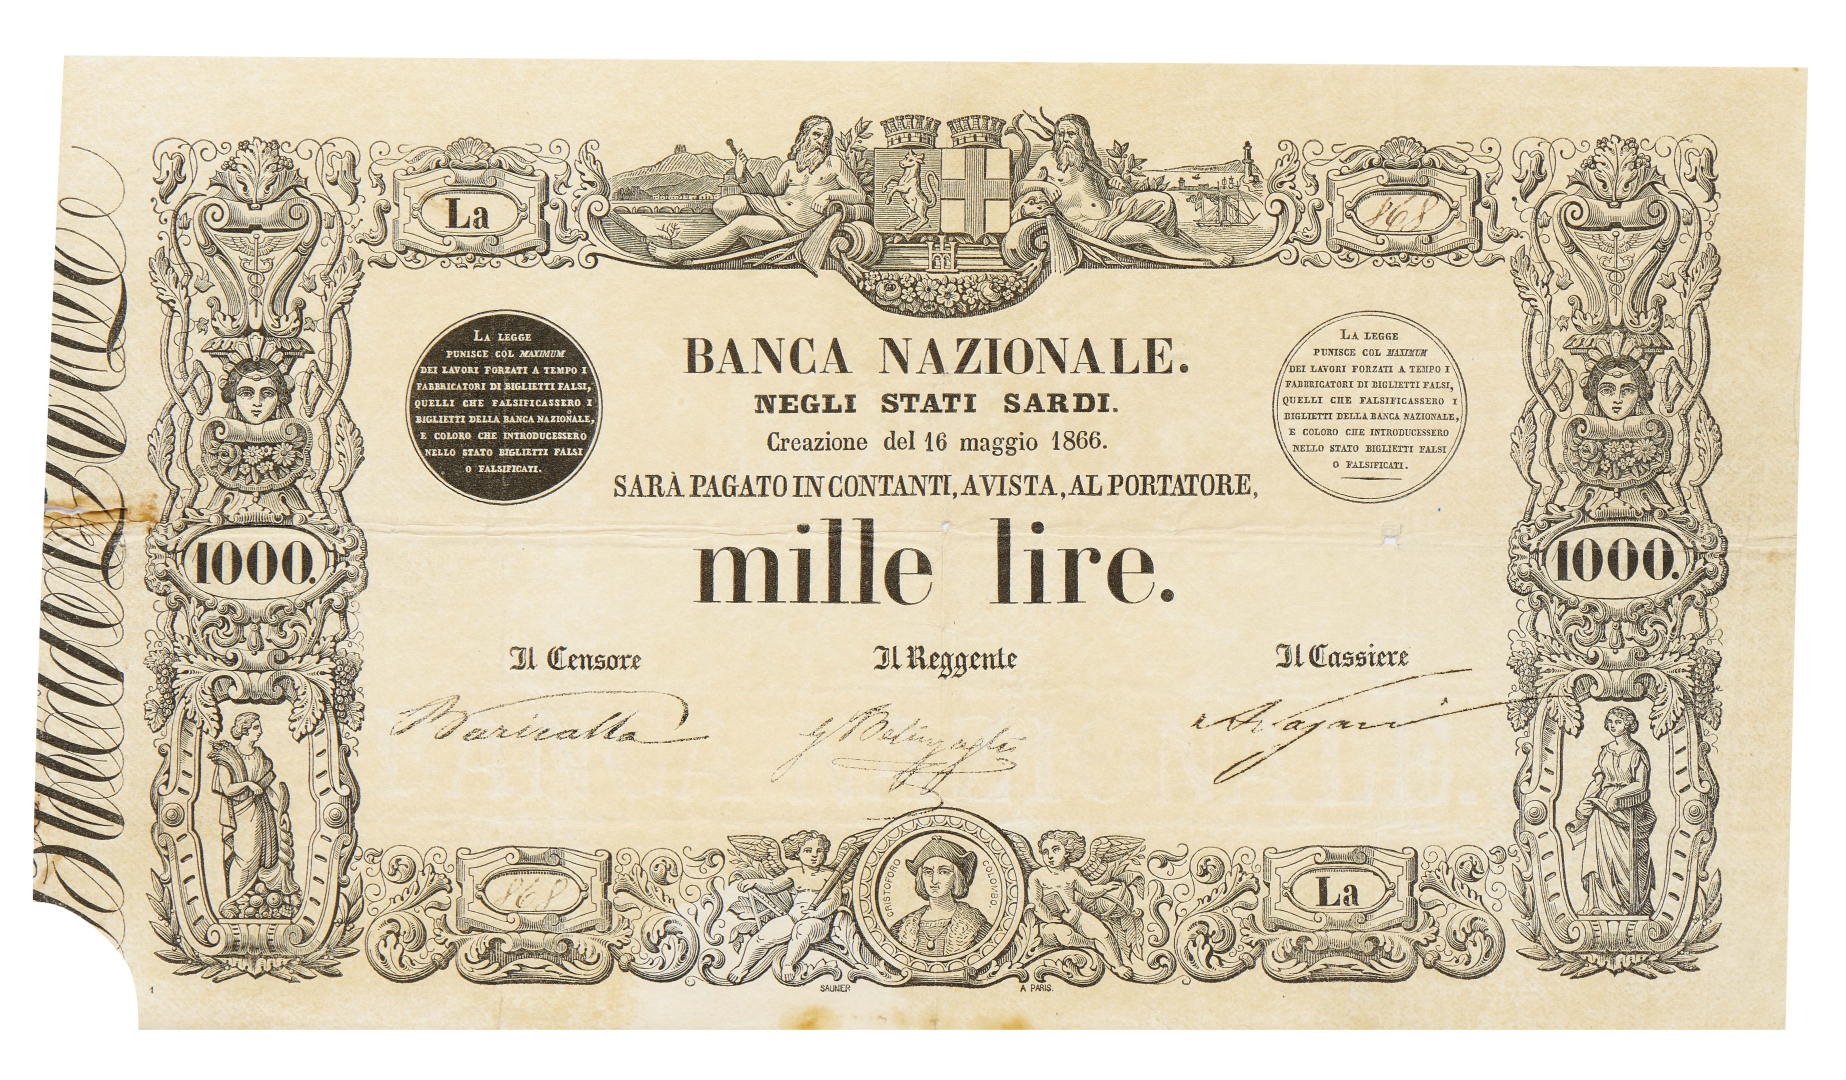 La
868
LA LEGGE
PUNISCE COL MAXIMUM
DEI LAVORI FORZATI A TEMPO I
FABBRICATORI DI BIGLIETTI FALSI,
QUELLI CHE FALSIFICASSERO I
BIGLIETTI DELLA BANCA NAZIONALE,
E COLORO CHE INTRODUCESSERO
NELLO STATO BIGLIETTI FALSI
O FALSIFICATI.
BANCA NAZIONALE.
NEGLI STATI SARDI.
Creazione del 16 maggio 1866.
SARÀ PAGATO IN CONTANTI, A VISTA, AL PORTATORE,
mille lire.
LA LEGGE
PUNISCE COL MAXIMUM
DEI LAVORI FORZATI A TEMPO I
FABBRICATORI DI BIGLIETTI FALSI,
QUELLI CHE FALSIFICASSERO I
BIGLIETTI DELLA BANCA NAZIONALE,
E COLORO CHE INTRODUCESSERO
NELLO STATO BIGLIETTI FALSI
O FALSIFICATI.
1000.
1000.
Il Censore
Il Reggente
Il Cassiere
868
CRISTOFORO COLOMBO.
La
SAUNIER
A PARIS.
1